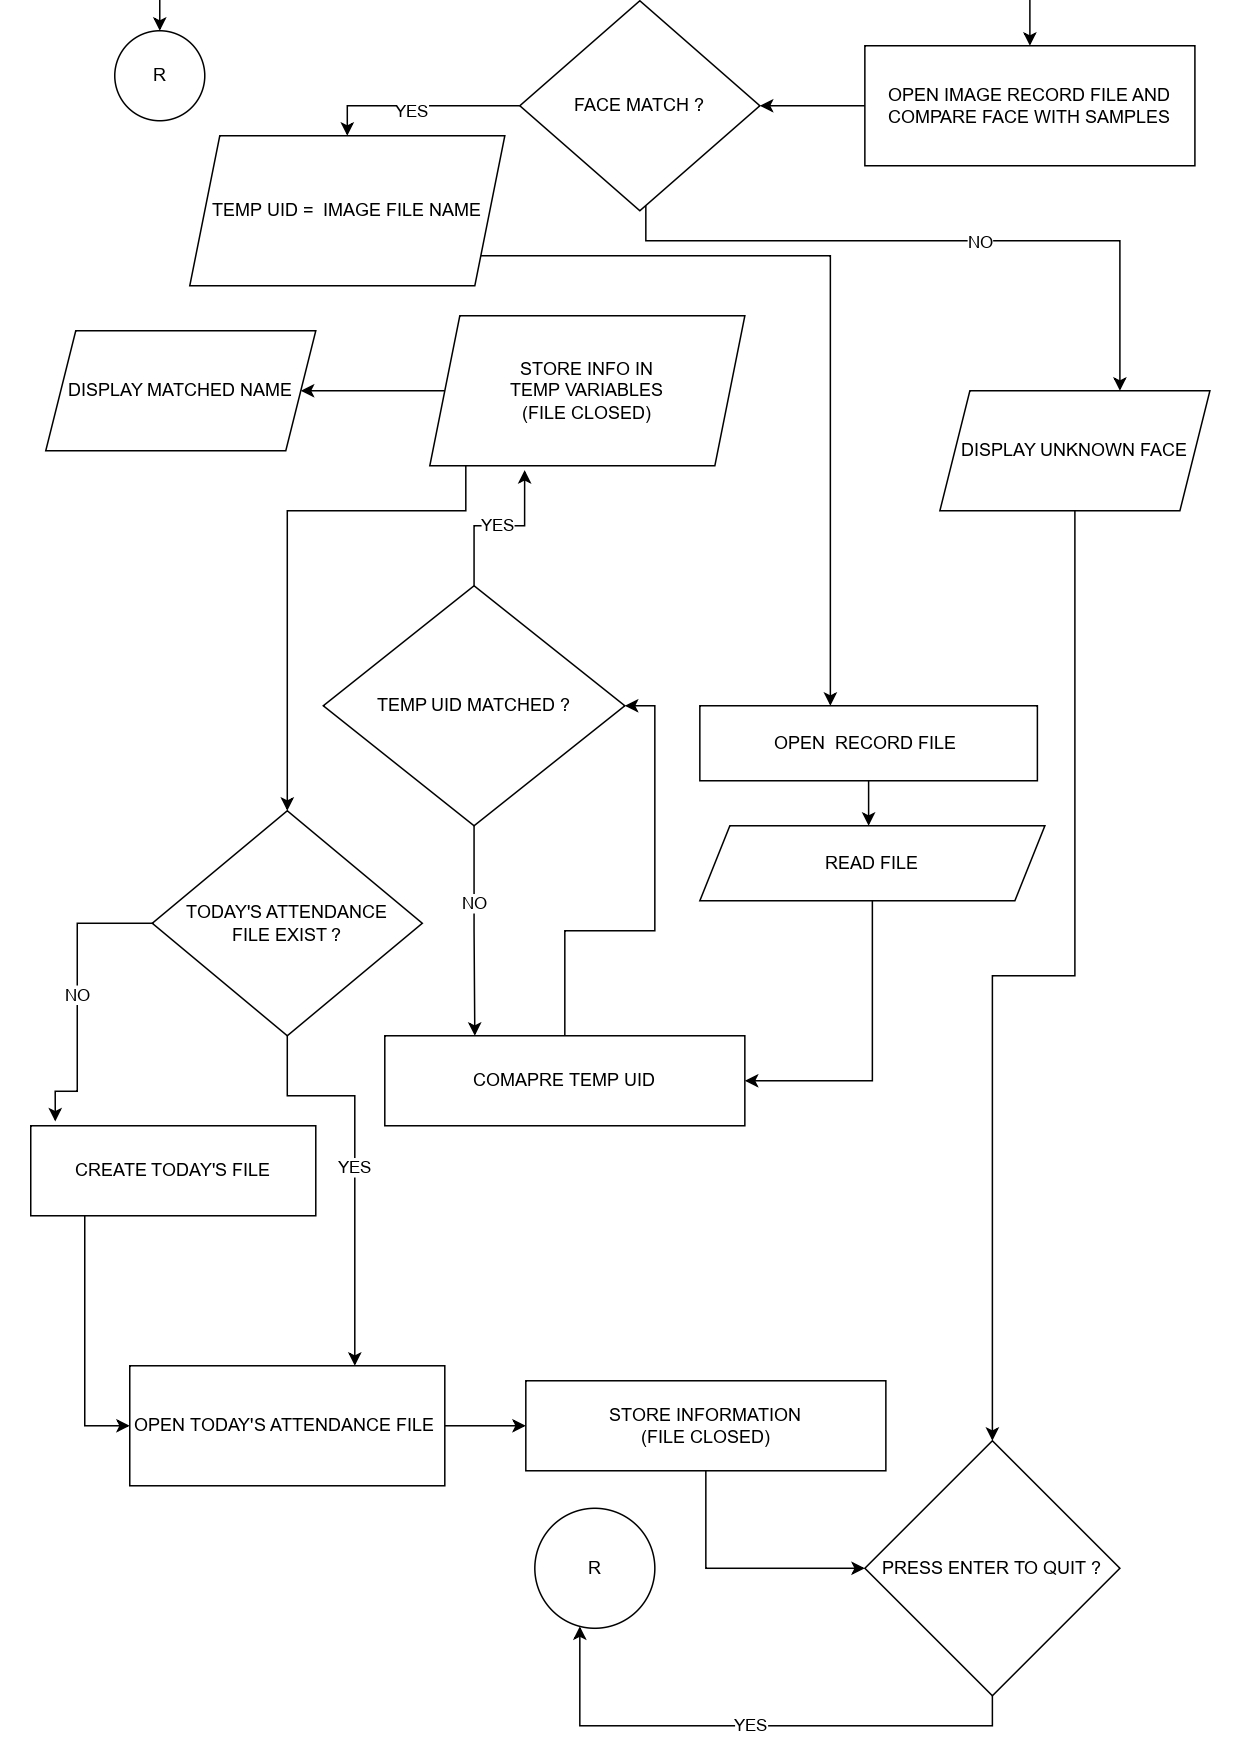 R
FACE MATCH ?
OPEN IMAGE RECORD FILE AND
COMPARE FACE WITH SAMPLES
YES
TEMP UID =  IMAGE FILE NAME
NO
STORE INFO IN
TEMP VARIABLES
(FILE CLOSED)
DISPLAY MATCHED NAME
DISPLAY UNKNOWN FACE
YES
TEMP UID MATCHED ?
OPEN  RECORD FILE
READ FILE
NO
TODAY'S ATTENDANCE
FILE EXIST ?
NO
COMAPRE TEMP UID
CREATE TODAY'S FILE
YES
OPEN TODAY'S ATTENDANCE FILE
STORE INFORMATION
(FILE CLOSED)
R
PRESS ENTER TO QUIT ?
YES